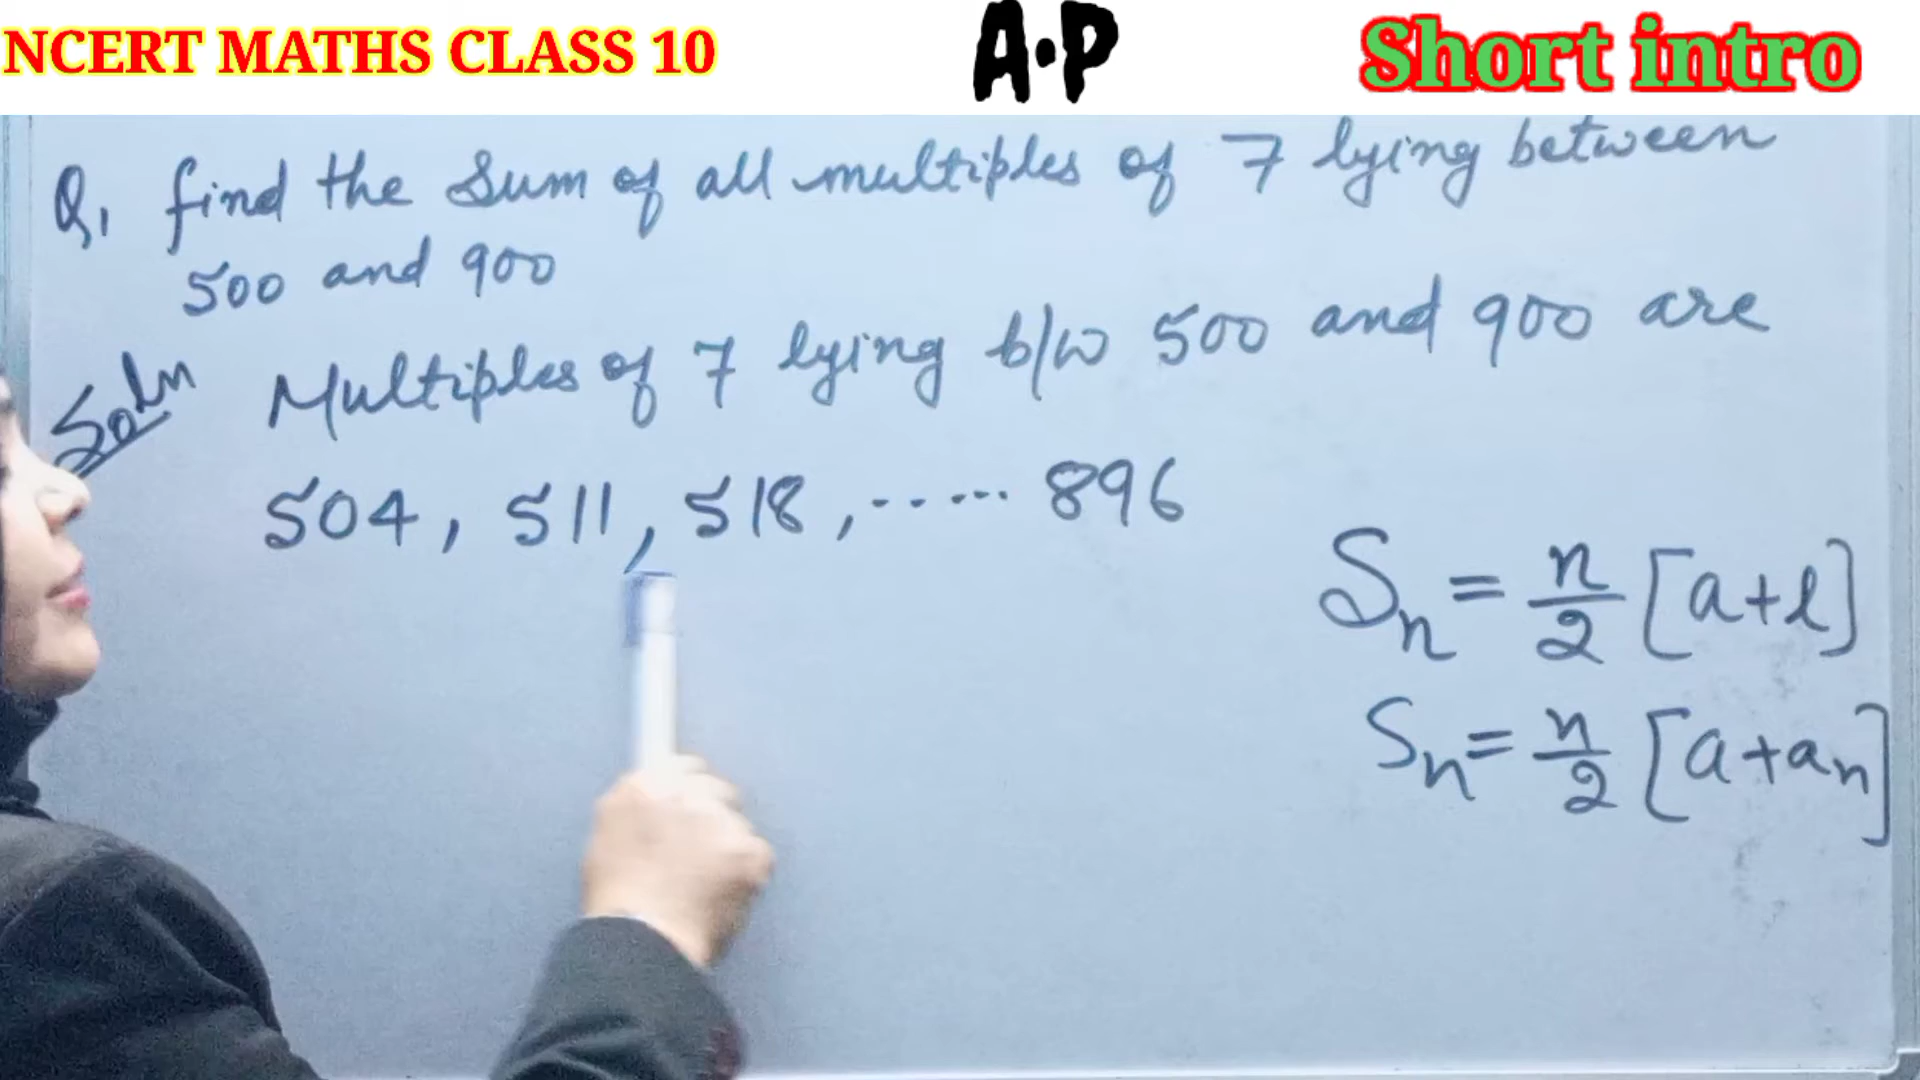 NCERT MATHS CLASS 10
A.P
Short intro
Q1 find the Sum of all multiples of 7 lying between
500 and 900
Soln
Multiples of 7 lying b/w 500 and 900 are
504, 511, 518, ...... 896
Sn = n/2 [a+l]
Sn = n/2 [a+an]